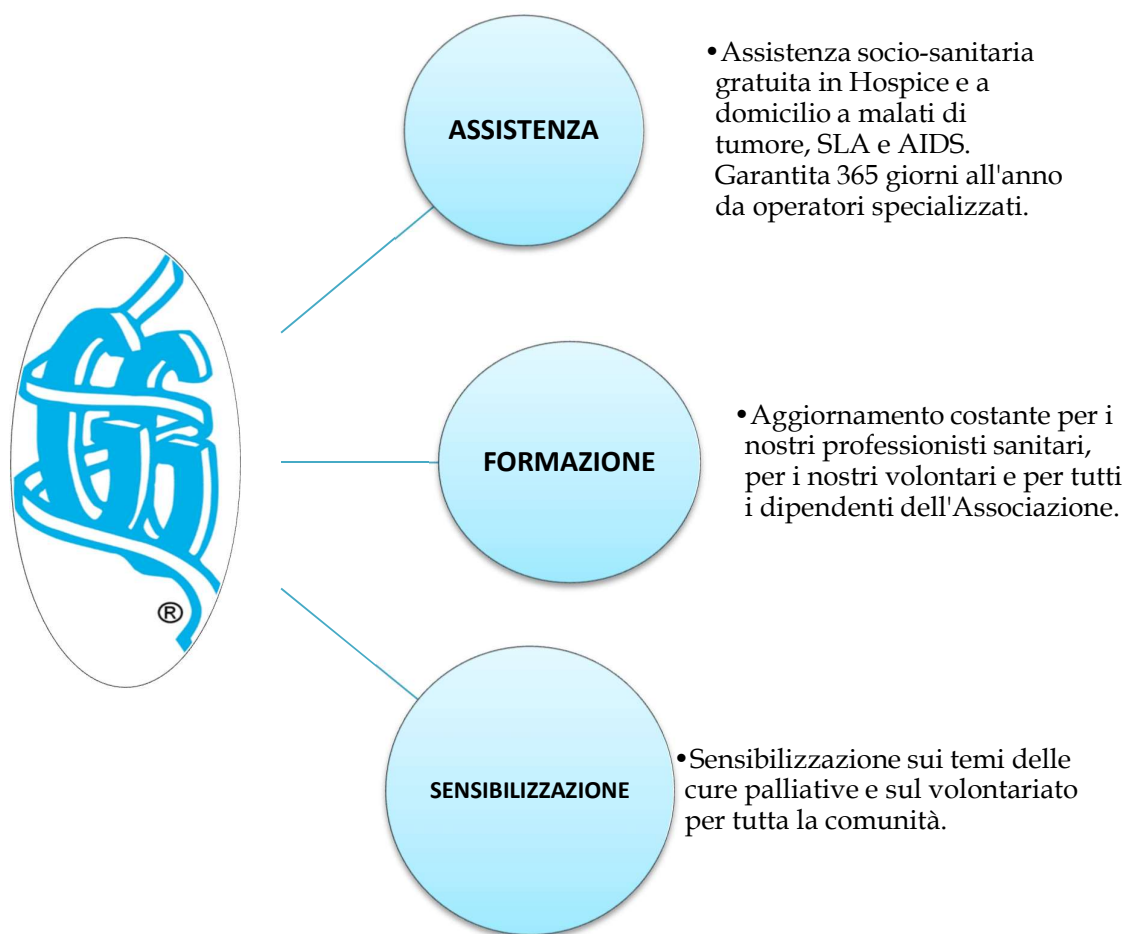 ASSISTENZA
•Assistenza socio-sanitaria
gratuita in Hospice e a
domicilio a malati di
tumore, SLA e AIDS.
Garantita 365 giorni all'anno
da operatori specializzati.
FORMAZIONE
•Aggiornamento costante per i
nostri professionisti sanitari,
per i nostri volontari e per tutti
i dipendenti dell'Associazione.
®
SENSIBILIZZAZIONE
•Sensibilizzazione sui temi delle
cure palliative e sul volontariato
per tutta la comunità.